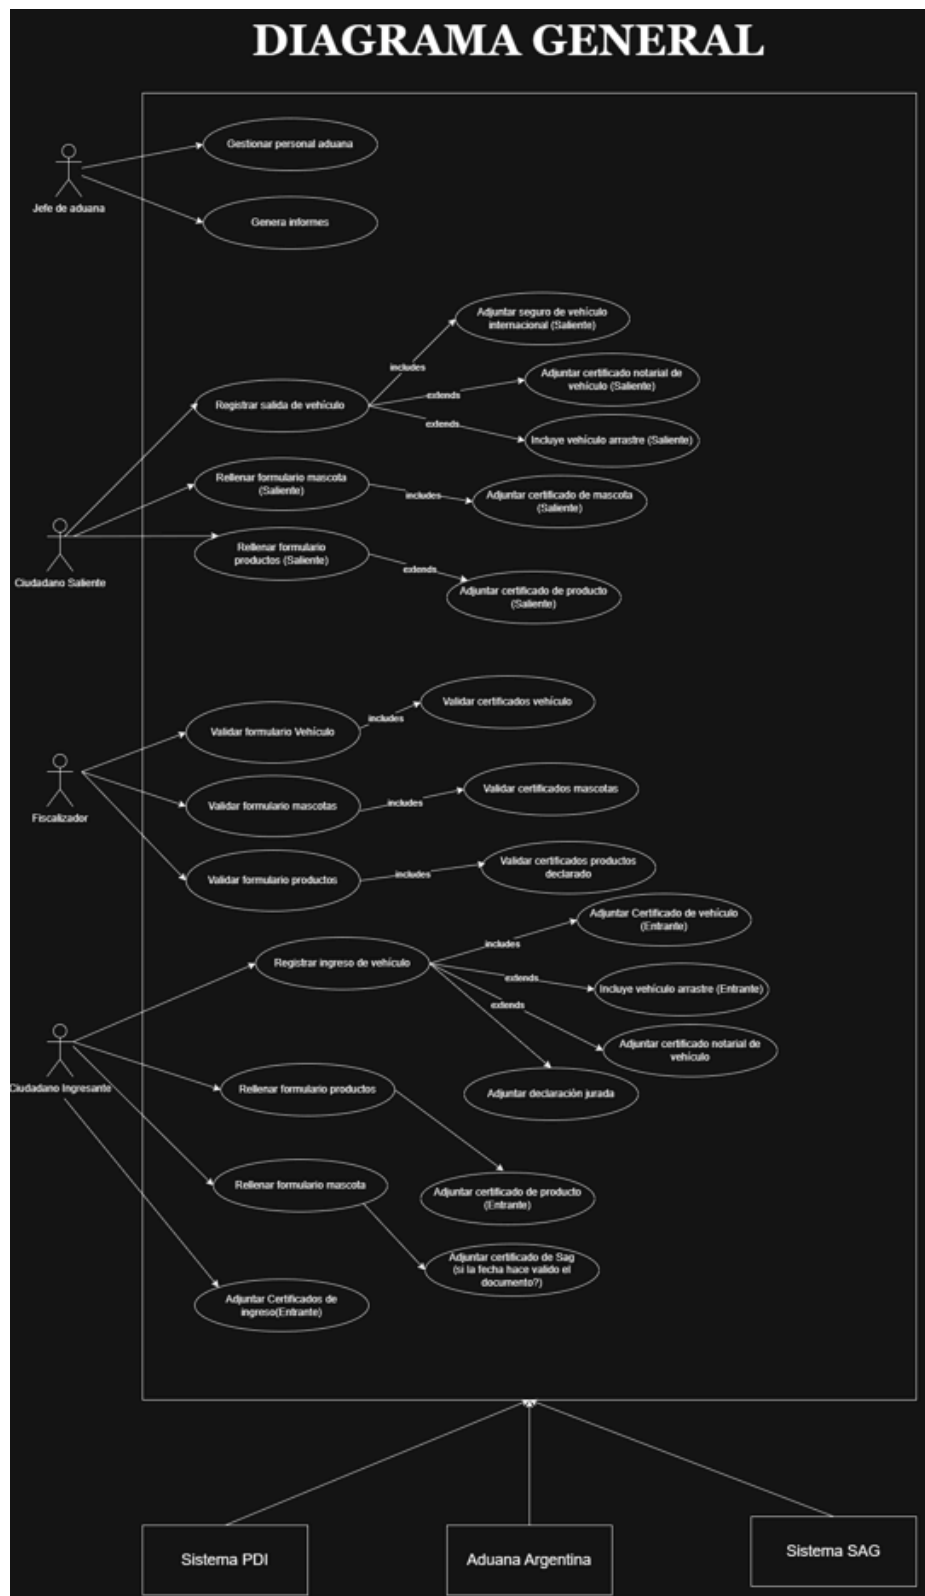 DIAGRAMA GENERAL
Gestionar personal aduana
Jefe de aduana
Genera informes
Adjuntar seguro de vehículo
internacional (Saliente)
includes
Adjuntar certificado notarial de
vehículo (Saliente)
extends
Registrar salida de vehículo
extends
Incluye vehículo arrastre (Saliente)
Rellenar formulario mascota
(Saliente)
includes
Adjuntar certificado de mascota
(Saliente)
Rellenar formulario
productos (Saliente)
extends
Ciudadano Saliente
Adjuntar certificado de producto
(Saliente)
Validar certificados vehículo
includes
Validar formulario Vehículo
Validar certificados mascotas
includes
Validar formulario mascotas
Fiscalizador
Validar certificados productos
declarado
includes
Validar formulario productos
Adjuntar Certificado de vehículo
(Entrante)
includes
Registrar ingreso de vehículo
extends
Incluye vehículo arrastre (Entrante)
extends
Adjuntar certificado notarial de
vehículo
Ciudadano Ingresante
Rellenar formulario productos
Adjuntar declaración jurada
Rellenar formulario mascota
Adjuntar certificado de producto
(Entrante)
Adjuntar certificado de Sag
(si la fecha hace valido el
documento?)
Adjuntar Certificados de
ingreso(Entrante)
Sistema PDI
Aduana Argentina
Sistema SAG